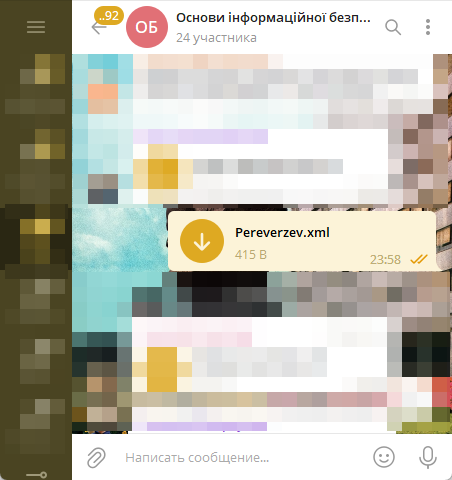 ..92
ОБ
Основи інформаційної безп...
24 участника
Pereverzev.xml
415 B
23:58
Написать сообщение...